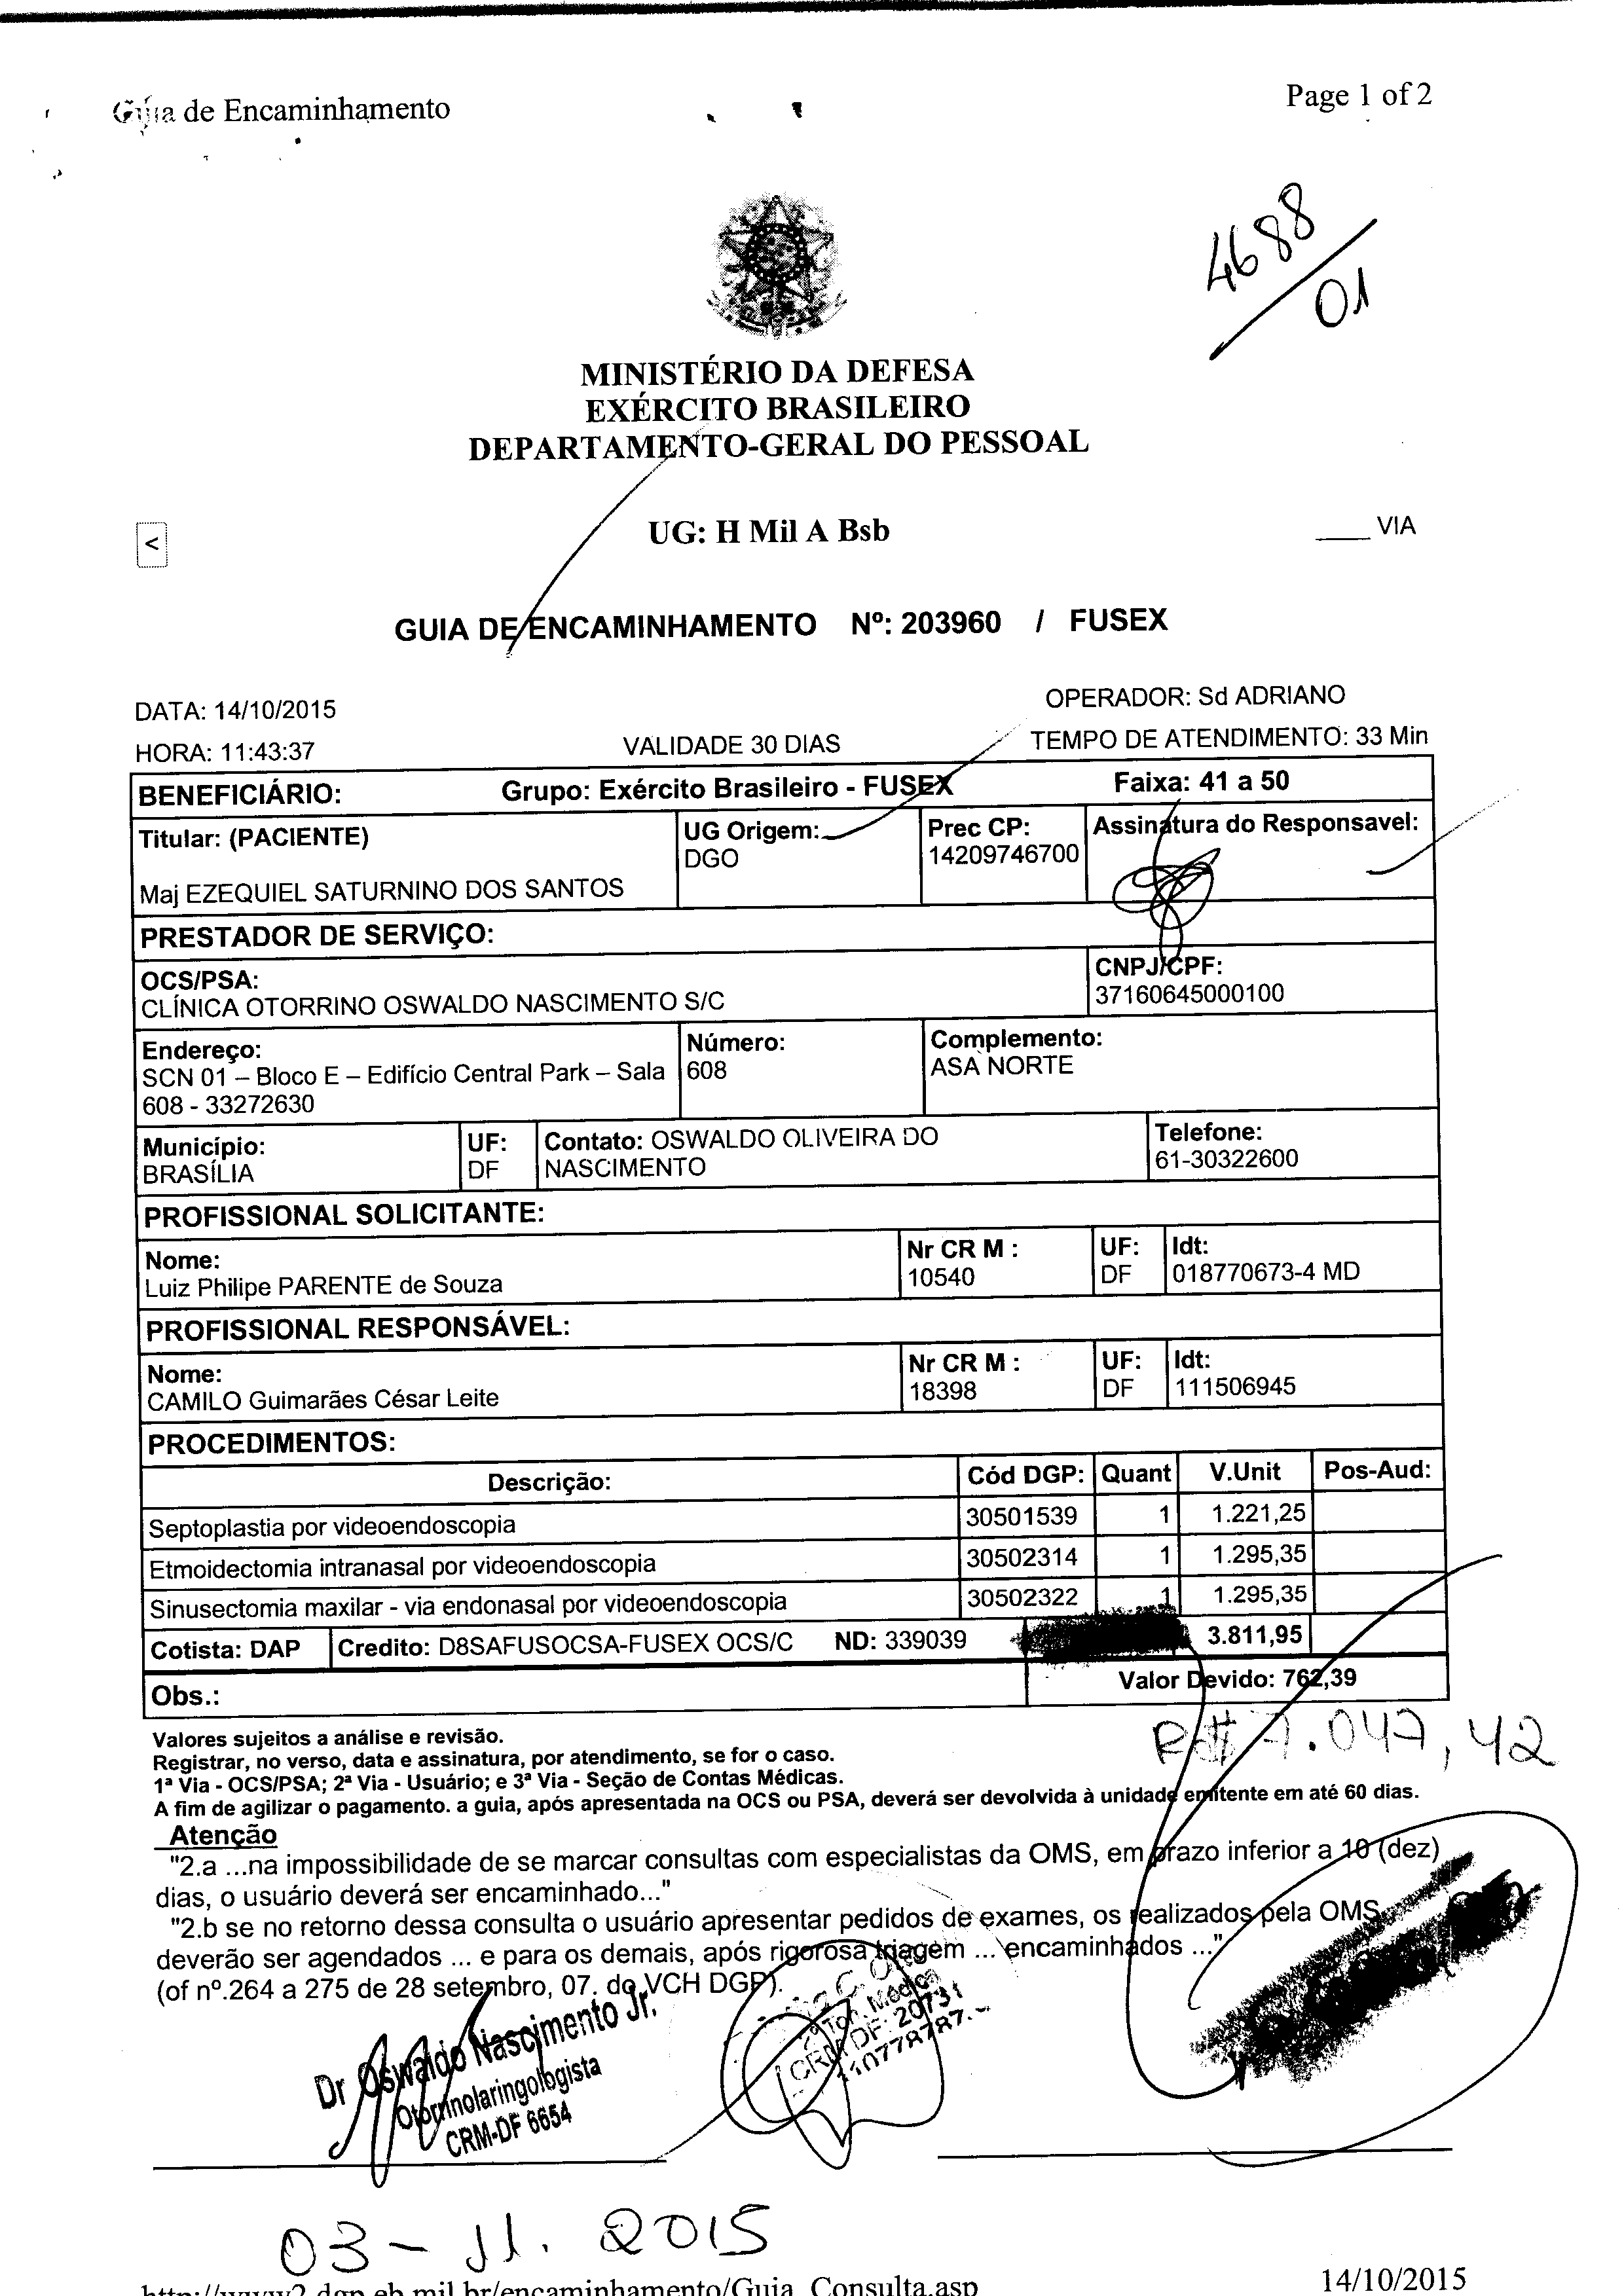 Guia de Encaminhamento
Page 1 of 2
4688
01
MINISTÉRIO DA DEFESA
EXÉRCITO BRASILEIRO
DEPARTAMENTO-GERAL DO PESSOAL
<
UG: H Mil A Bsb
____ VIA
GUIA DE ENCAMINHAMENTO Nº: 203960 / FUSEX
DATA: 14/10/2015
OPERADOR: Sd ADRIANO
HORA: 11:43:37
VALIDADE 30 DIAS
TEMPO DE ATENDIMENTO: 33 Min
BENEFICIÁRIO: Grupo: Exército Brasileiro - FUSEX Faixa: 41 a 50
Titular: (PACIENTE) UG Origem: Prec CP: Assinatura do Responsavel:
DGO 14209746700
Maj EZEQUIEL SATURNINO DOS SANTOS
PRESTADOR DE SERVIÇO:
OCS/PSA: CNPJ/CPF:
CLÍNICA OTORRINO OSWALDO NASCIMENTO S/C 37160645000100
Endereço: Número: Complemento:
SCN 01 – Bloco E – Edifício Central Park – Sala 608 ASA NORTE
608 - 33272630
Município: UF: Contato: OSWALDO OLIVEIRA DO Telefone:
BRASÍLIA DF NASCIMENTO 61-30322600
PROFISSIONAL SOLICITANTE:
Nome: Nr CR M : UF: Idt:
Luiz Philipe PARENTE de Souza 10540 DF 018770673-4 MD
PROFISSIONAL RESPONSÁVEL:
Nome: Nr CR M : UF: Idt:
CAMILO Guimarães César Leite 18398 DF 111506945
PROCEDIMENTOS:
Descrição: Cód DGP: Quant V.Unit Pos-Aud:
Septoplastia por videoendoscopia 30501539 1 1.221,25
Etmoidectomia intranasal por videoendoscopia 30502314 1 1.295,35
Sinusectomia maxilar - via endonasal por videoendoscopia 30502322 1 1.295,35
Cotista: DAP Credito: D8SAFUSOCSA-FUSEX OCS/C ND: 339039 3.811,95
Obs.: Valor Devido: 762,39
R$ 7.047,42
Valores sujeitos a análise e revisão.
Registrar, no verso, data e assinatura, por atendimento, se for o caso.
1ª Via - OCS/PSA; 2ª Via - Usuário; e 3ª Via - Seção de Contas Médicas.
A fim de agilizar o pagamento. a guia, após apresentada na OCS ou PSA, deverá ser devolvida à unidade emitente em até 60 dias.
Atenção
"2.a ...na impossibilidade de se marcar consultas com especialistas da OMS, em prazo inferior a 10 (dez)
dias, o usuário deverá ser encaminhado..."
"2.b se no retorno dessa consulta o usuário apresentar pedidos de exames, os realizados pela OMS
deverão ser agendados ... e para os demais, após rigorosa triagem ... encaminhados ..."
(of nº.264 a 275 de 28 setembro, 07. do VCH DGP).
Dr Oswaldo Nascimento Jr.
Otorrinolaringologista
CRM-DF 6654
Médica
CRM DF: 20731
03 - 11. 2015
http://www2.dgp.eb.mil.br/encaminhamento/Guia_Consulta.asp
14/10/2015